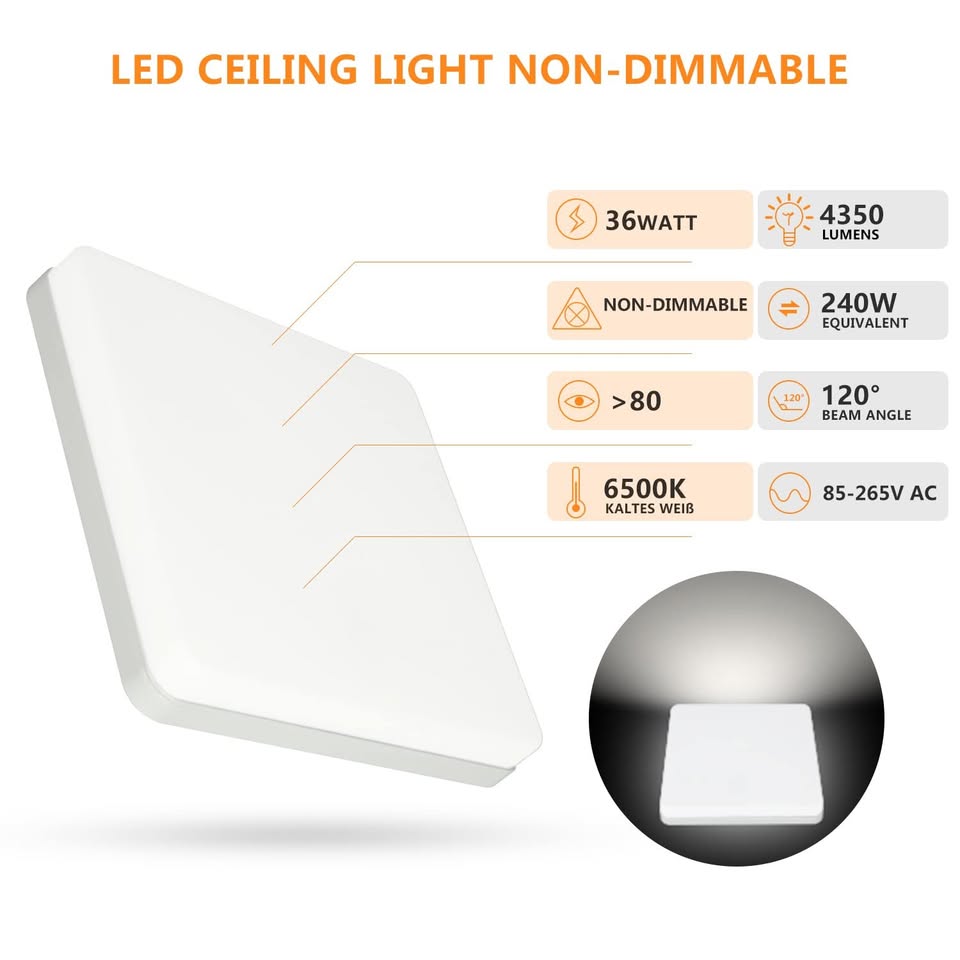 LED CEILING LIGHT NON-DIMMABLE
36WATT
4350
LUMENS
NON-DIMMABLE
240W
EQUIVALENT
>80
120°
120°
BEAM ANGLE
6500K
KALTES WEIß
85-265V AC